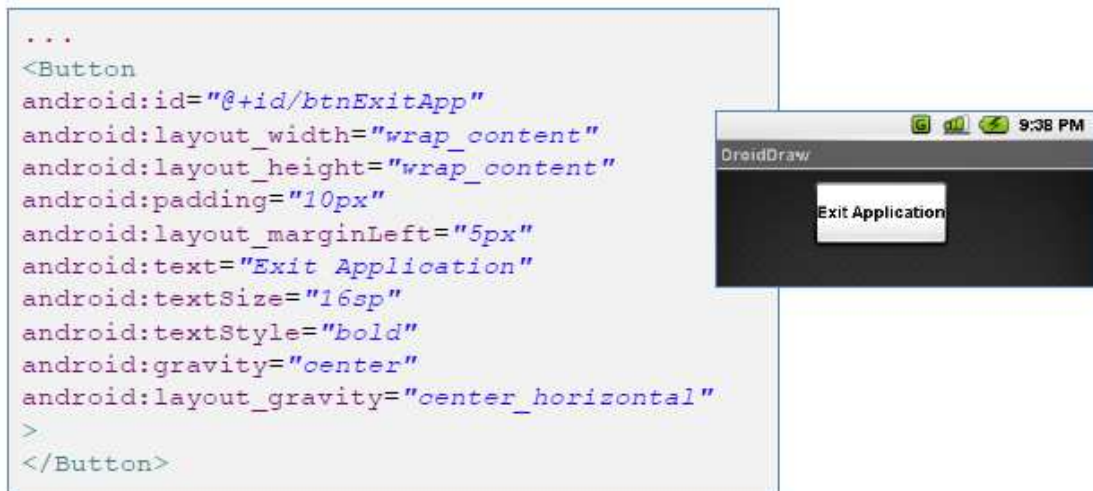 ...
<Button
android:id="@+id/btnExitApp"
android:layout_width="wrap_content"
android:layout_height="wrap_content"
android:padding="10px"
android:layout_marginLeft="5px"
android:text="Exit Application"
android:textSize="16sp"
android:textStyle="bold"
android:gravity="center"
android:layout_gravity="center_horizontal"
>
</Button>
9:38 PM
DroidDraw
Exit Application